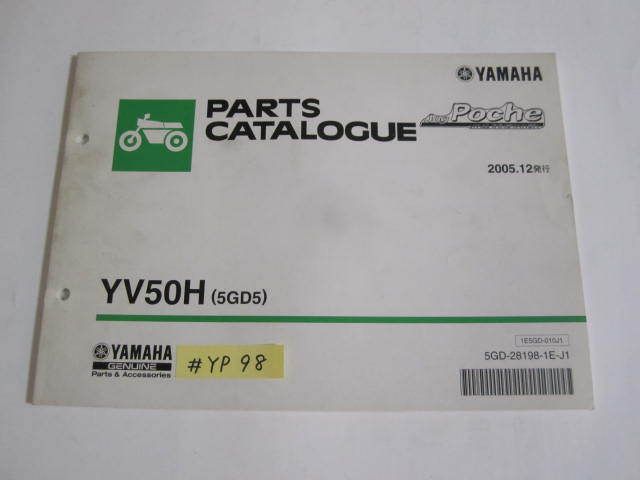 YAMAHA
PARTS
CATALOGUE
Poche
2005.12発行
YV50H (5GD5)
1E5GD-010J1
5GD-28198-1E-J1
YAMAHA
GENUINE
Parts & Accessories
#YP98